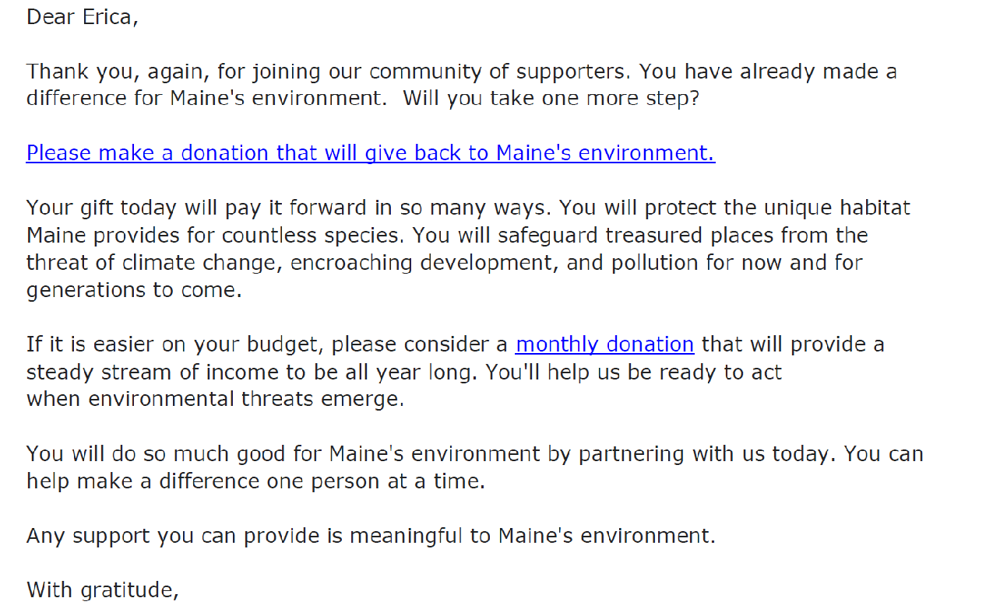 Dear Erica,
Thank you, again, for joining our community of supporters. You have already made a
difference for Maine's environment.  Will you take one more step?
Please make a donation that will give back to Maine's environment.
Your gift today will pay it forward in so many ways. You will protect the unique habitat
Maine provides for countless species. You will safeguard treasured places from the
threat of climate change, encroaching development, and pollution for now and for
generations to come.
If it is easier on your budget, please consider a monthly donation that will provide a
steady stream of income to be all year long. You'll help us be ready to act
when environmental threats emerge.
You will do so much good for Maine's environment by partnering with us today. You can
help make a difference one person at a time.
Any support you can provide is meaningful to Maine's environment.
With gratitude,